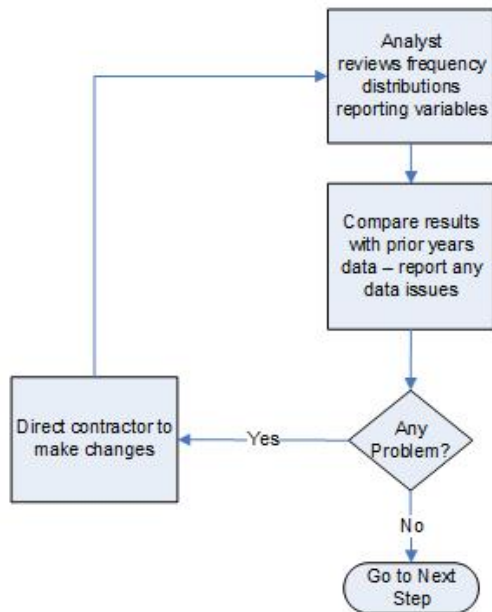 Analyst
reviews frequency
distributions
reporting variables
Compare results
with prior years
data – report any
data issues
Any
Problem?
Yes
Direct contractor to
make changes
No
Go to Next
Step